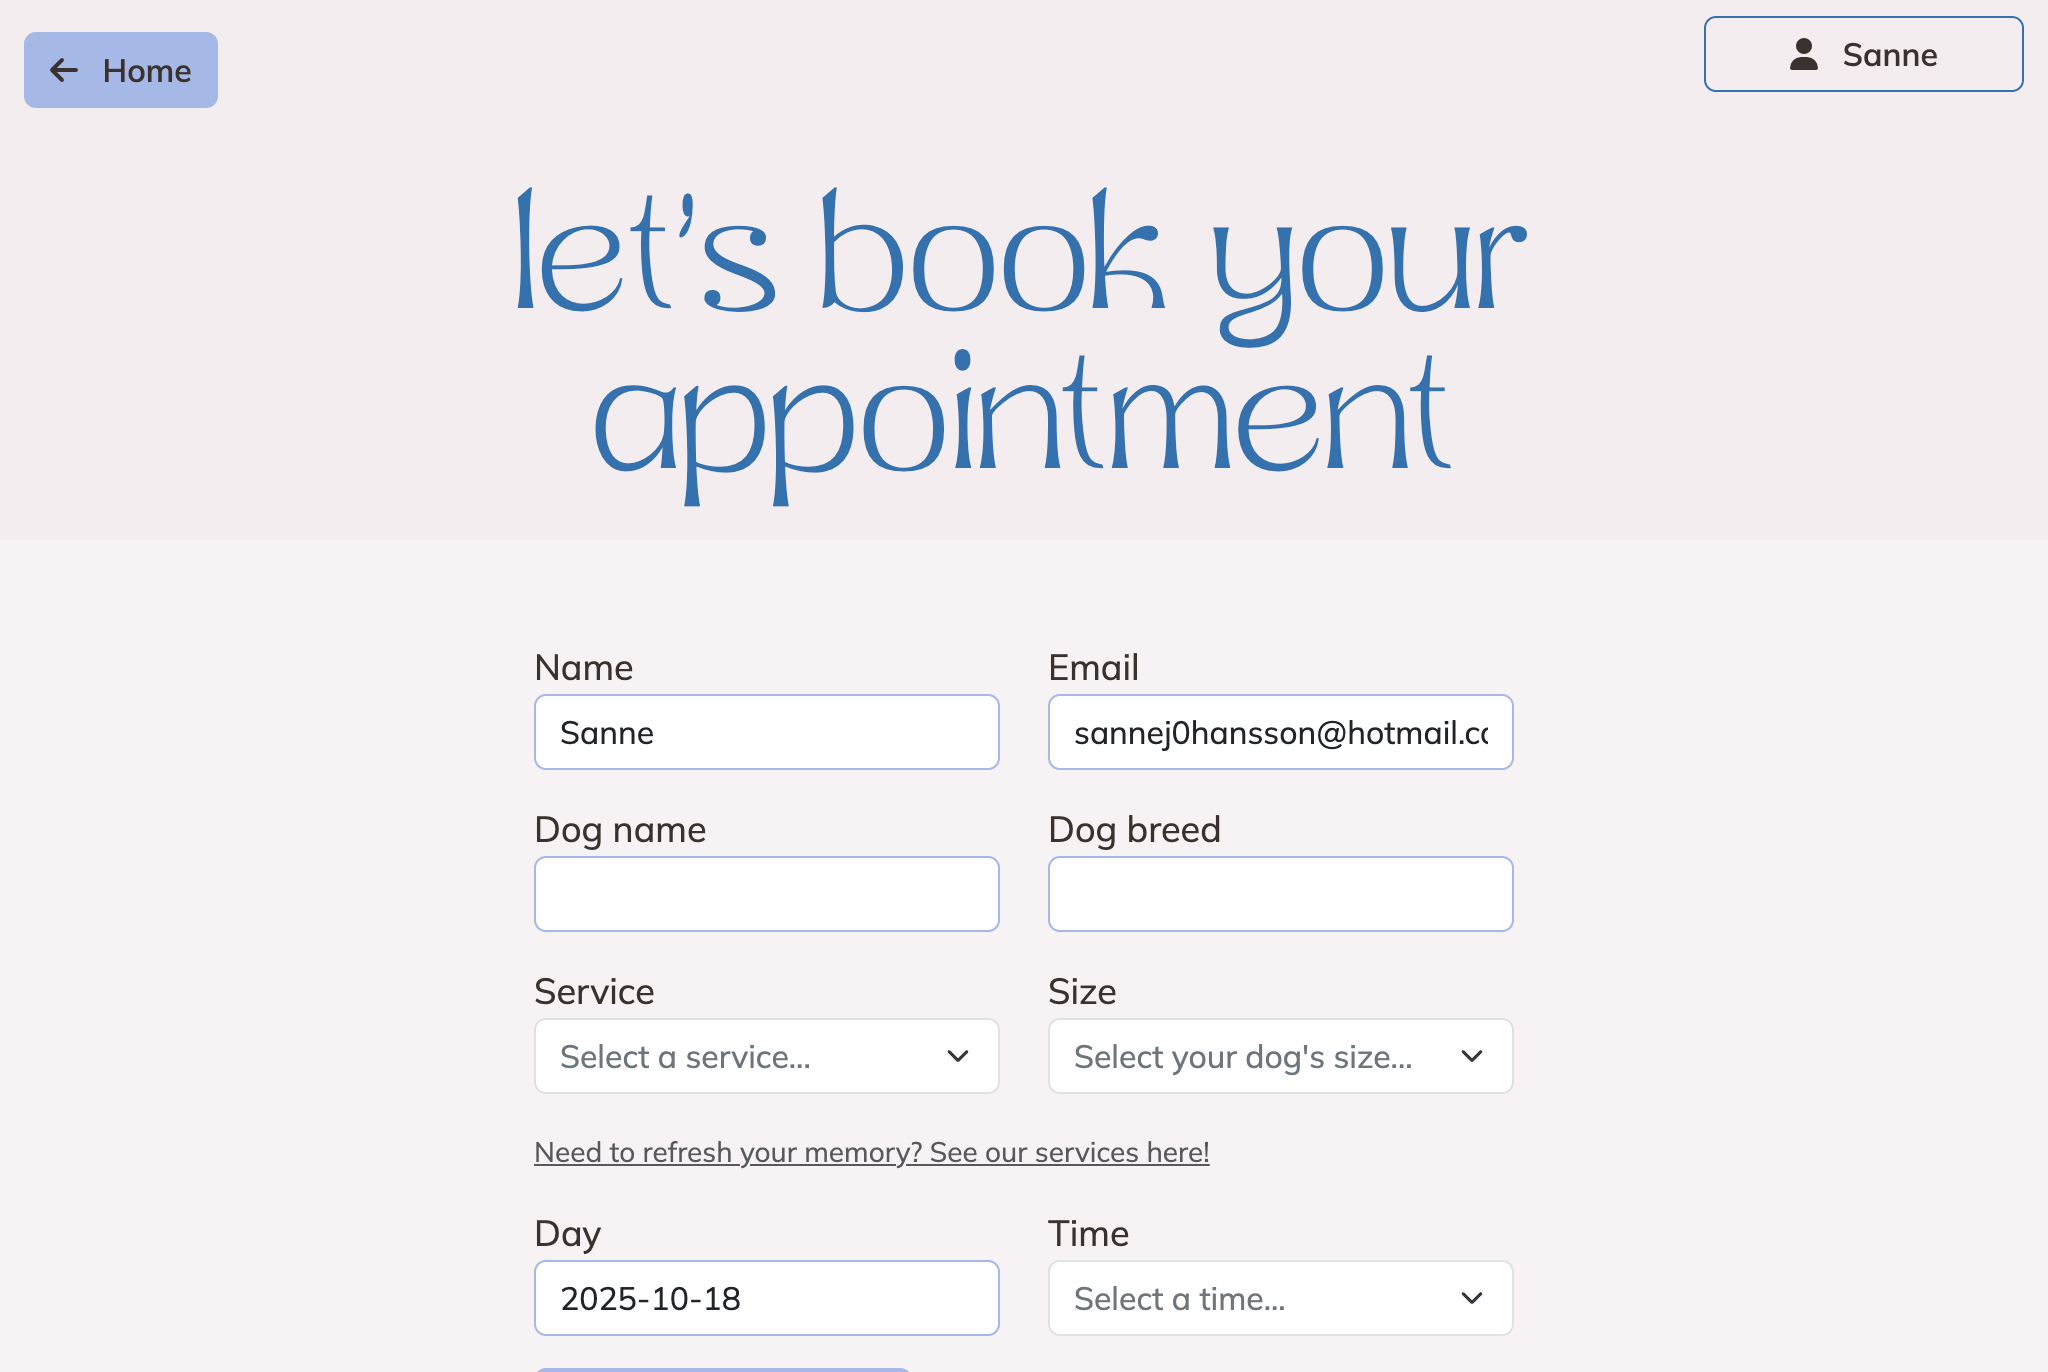 Home
Sanne
let's book your
appointment
Name
Email
Sanne
sannej0hansson@hotmail.co
Dog name
Dog breed
Service
Size
Select a service...
Select your dog's size...
Need to refresh your memory? See our services here!
Day
Time
2025-10-18
Select a time...